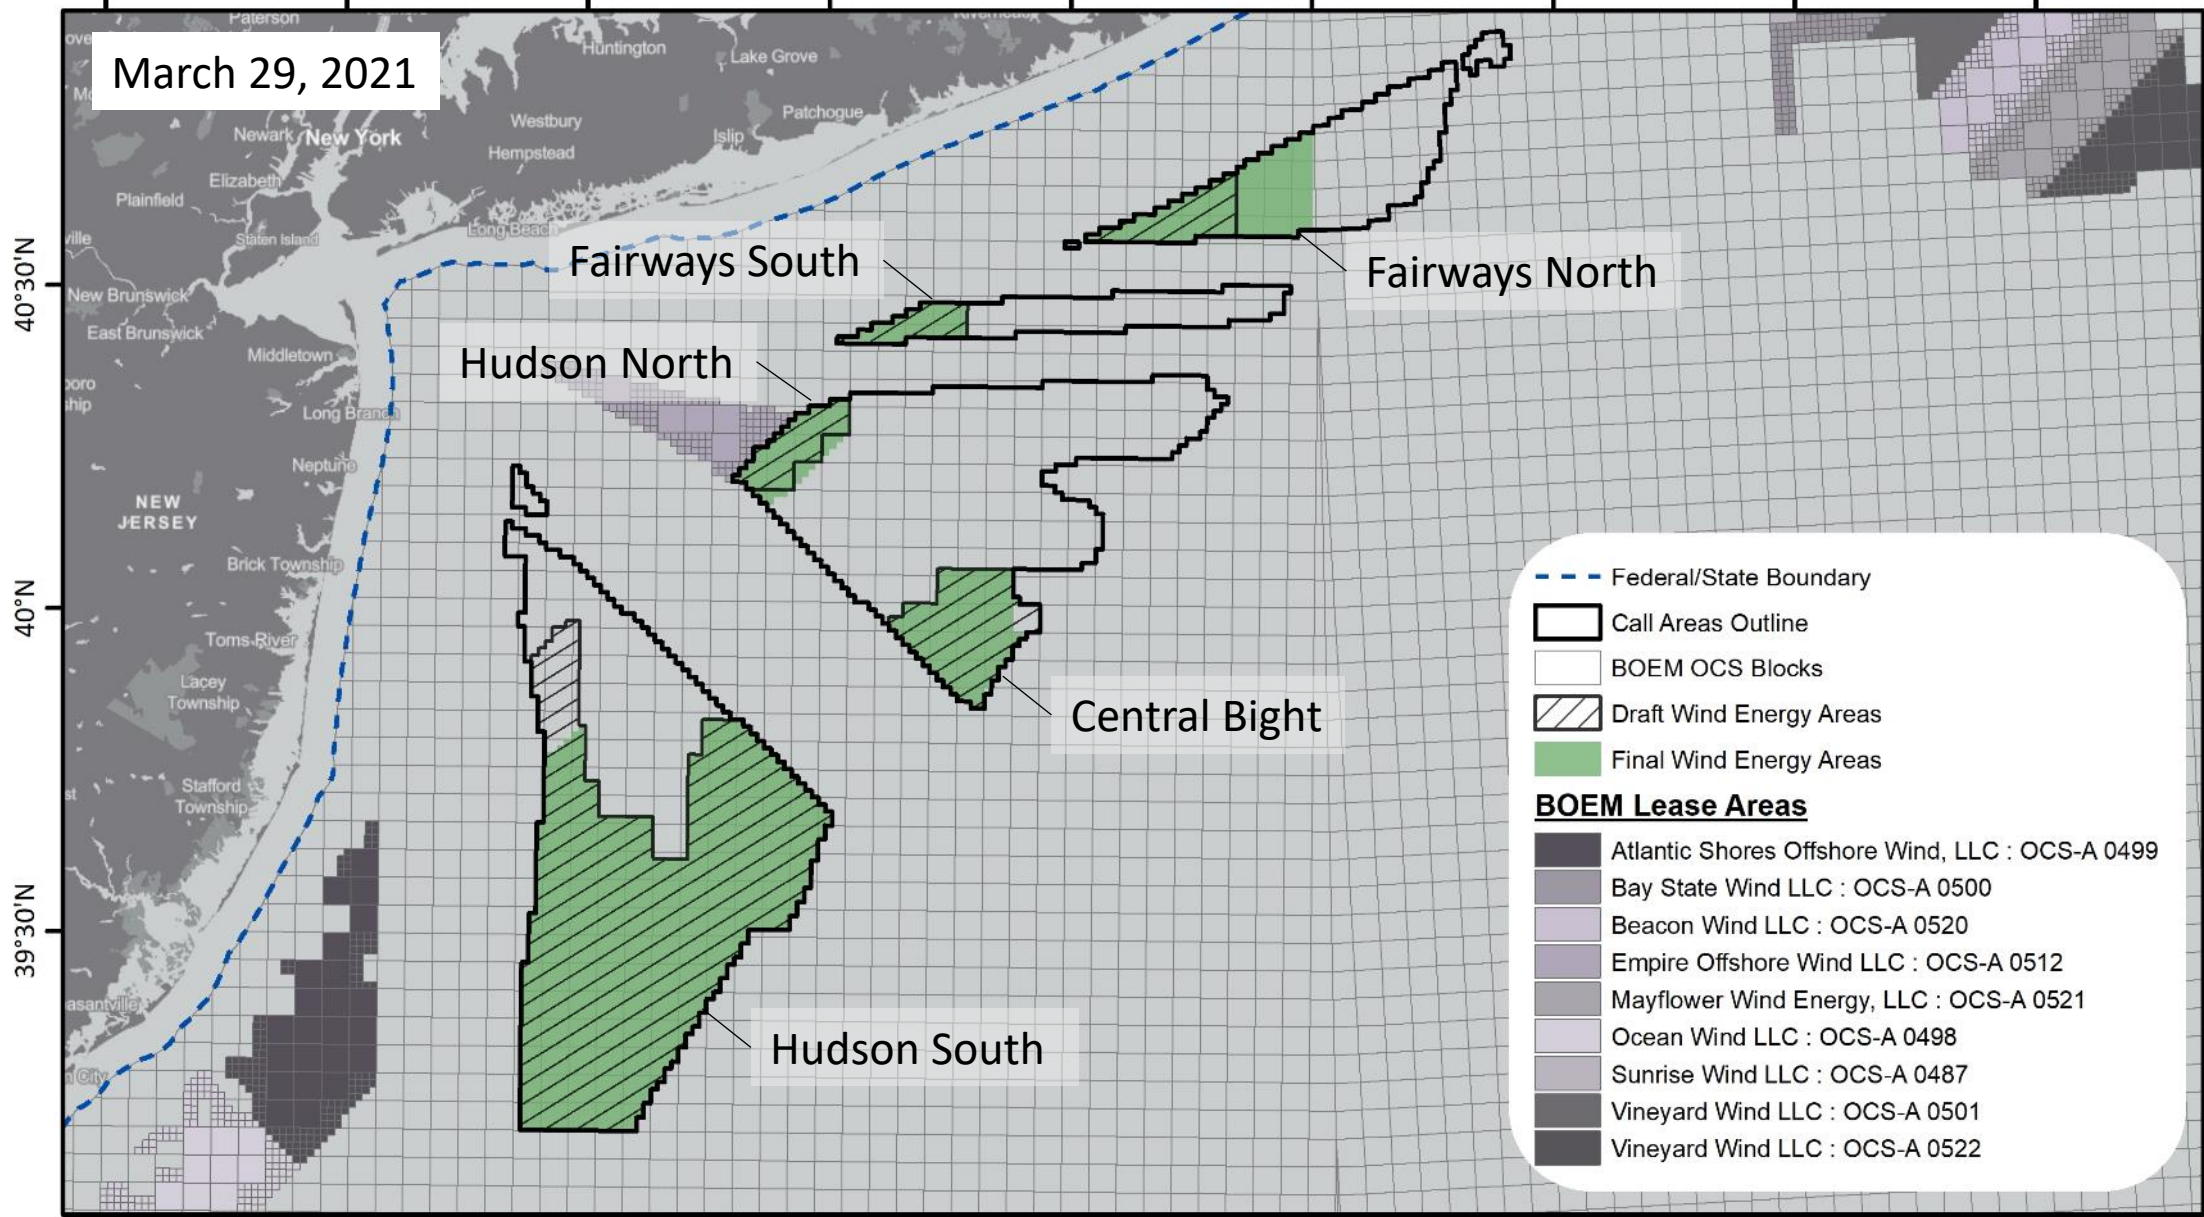 March 29, 2021
Paterson
Huntington
Lake Grove
Riverhead
Patchogue
Westbury
Islip
Newark
New York
Hempstead
Elizabeth
Plainfield
Staten Island
Long Beach
ville
Fairways South
Fairways North
40°30'N
New Brunswick
East Brunswick
Middletown
Hudson North
boro
ship
Long Branch
Neptune
NEW
JERSEY
Brick Township
40°N
Toms River
Lacey
Township
Central Bight
Stafford
Township
39°30'N
asantville
Hudson South
City
Federal/State Boundary
Call Areas Outline
BOEM OCS Blocks
Draft Wind Energy Areas
Final Wind Energy Areas
BOEM Lease Areas
Atlantic Shores Offshore Wind, LLC : OCS-A 0499
Bay State Wind LLC : OCS-A 0500
Beacon Wind LLC : OCS-A 0520
Empire Offshore Wind LLC : OCS-A 0512
Mayflower Wind Energy, LLC : OCS-A 0521
Ocean Wind LLC : OCS-A 0498
Sunrise Wind LLC : OCS-A 0487
Vineyard Wind LLC : OCS-A 0501
Vineyard Wind LLC : OCS-A 0522